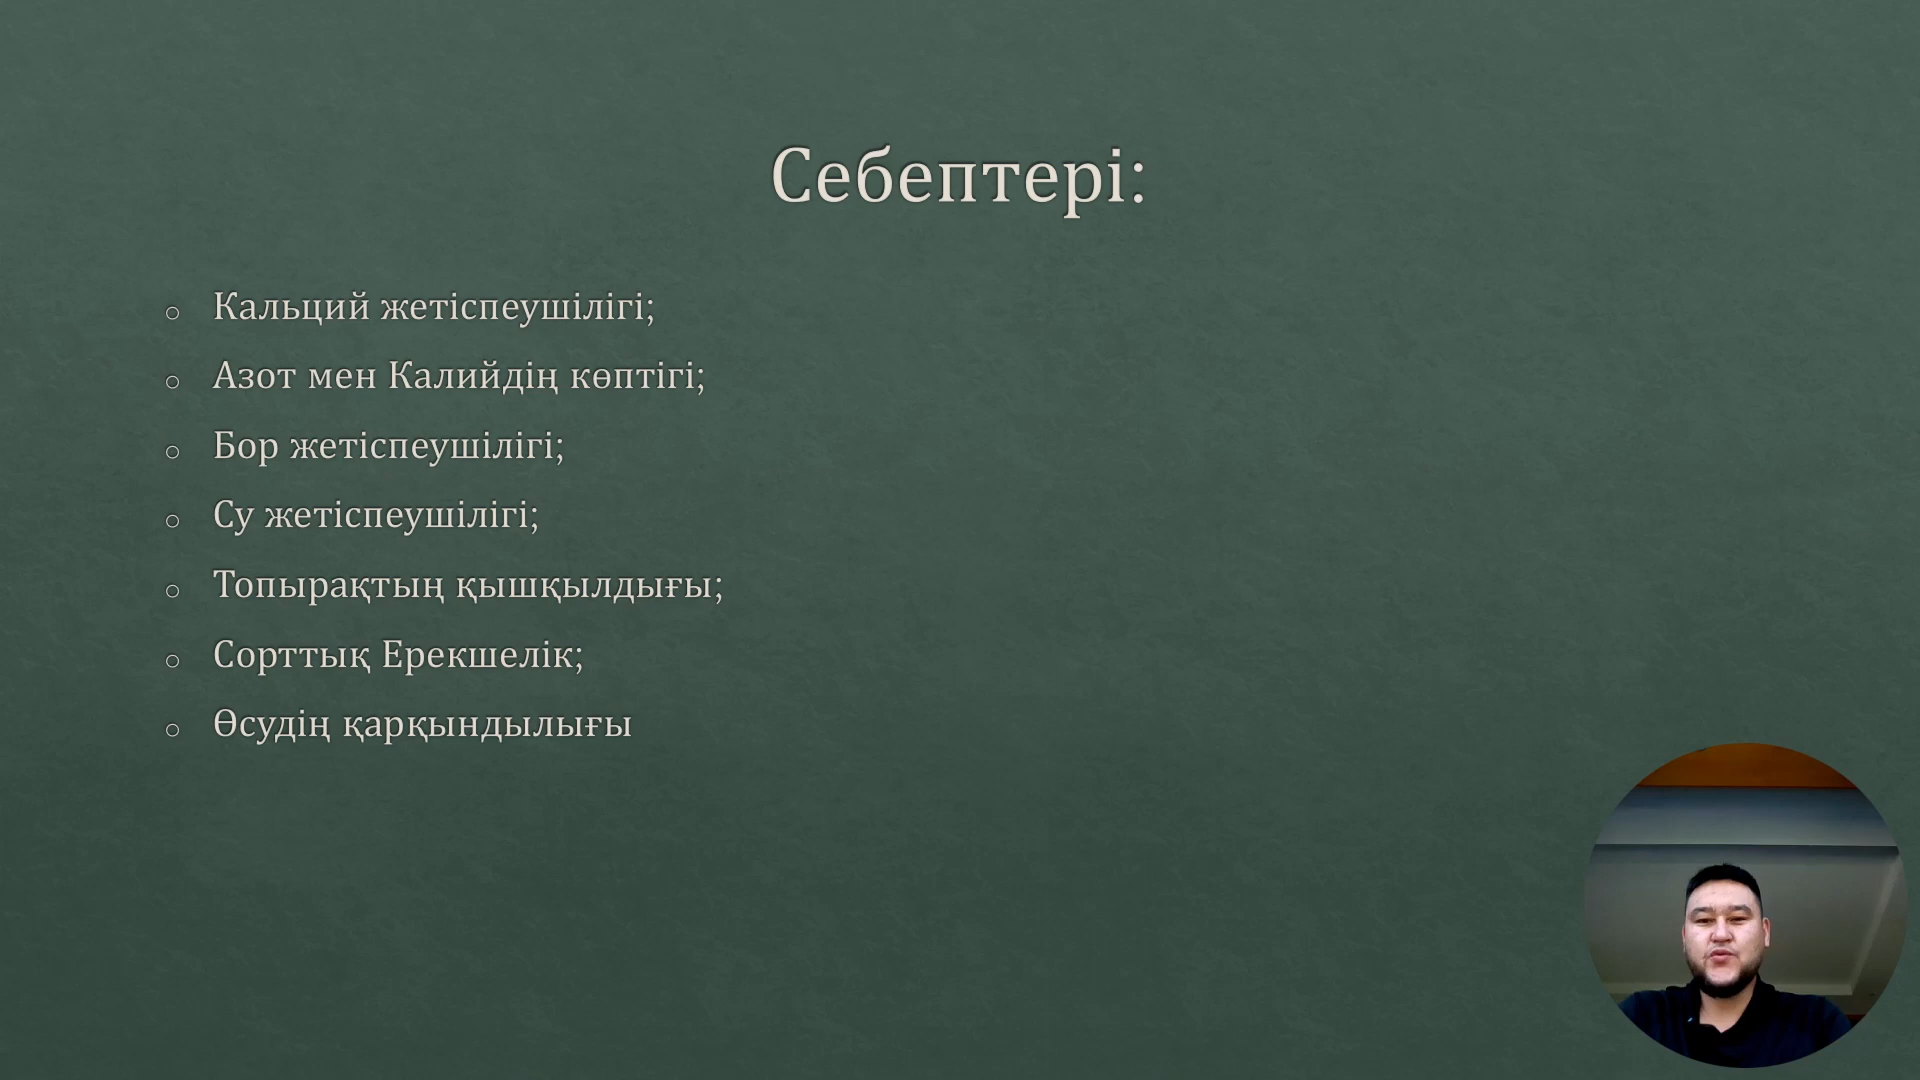 Себептері:
Кальций жетіспеушілігі;
Азот мен Калийдің көптігі;
Бор жетіспеушілігі;
Су жетіспеушілігі;
Топырақтың қышқылдығы;
Сорттық Ерекшелік;
Өсудің қарқындылығы